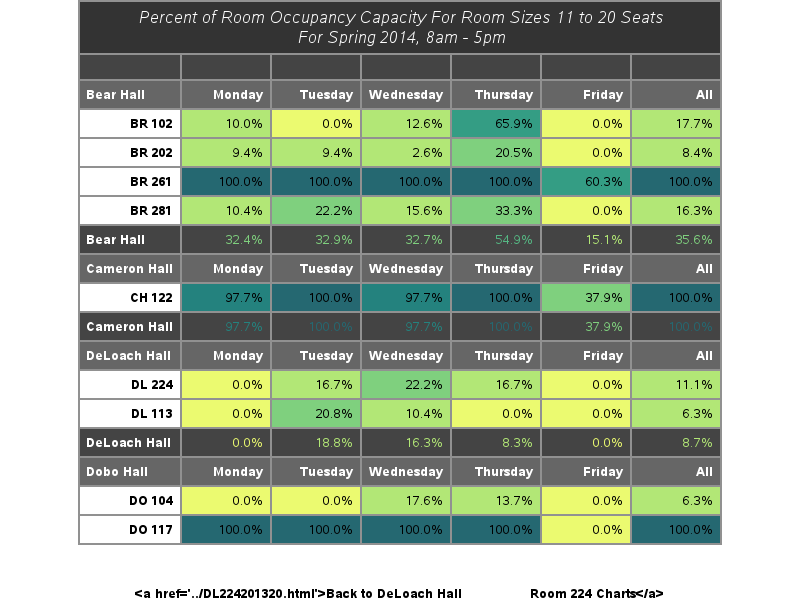 Percent of Room Occupancy Capacity For Room Sizes 11 to 20 Seats
For Spring 2014, 8am - 5pm
Bear Hall Monday Tuesday Wednesday Thursday Friday All
BR 102 10.0% 0.0% 12.6% 65.9% 0.0% 17.7%
BR 202 9.4% 9.4% 2.6% 20.5% 0.0% 8.4%
BR 261 100.0% 100.0% 100.0% 100.0% 60.3% 100.0%
BR 281 10.4% 22.2% 15.6% 33.3% 0.0% 16.3%
Bear Hall 32.4% 32.9% 32.7% 54.9% 15.1% 35.6%
Cameron Hall Monday Tuesday Wednesday Thursday Friday All
CH 122 97.7% 100.0% 97.7% 100.0% 37.9% 100.0%
Cameron Hall 97.7% 100.0% 97.7% 100.0% 37.9% 100.0%
DeLoach Hall Monday Tuesday Wednesday Thursday Friday All
DL 224 0.0% 16.7% 22.2% 16.7% 0.0% 11.1%
DL 113 0.0% 20.8% 10.4% 0.0% 0.0% 6.3%
DeLoach Hall 0.0% 18.8% 16.3% 8.3% 0.0% 8.7%
Dobo Hall Monday Tuesday Wednesday Thursday Friday All
DO 104 0.0% 0.0% 17.6% 13.7% 0.0% 6.3%
DO 117 100.0% 100.0% 100.0% 100.0% 0.0% 100.0%
<a href='../DL224201320.html'>Back to DeLoach Hall Room 224 Charts</a>